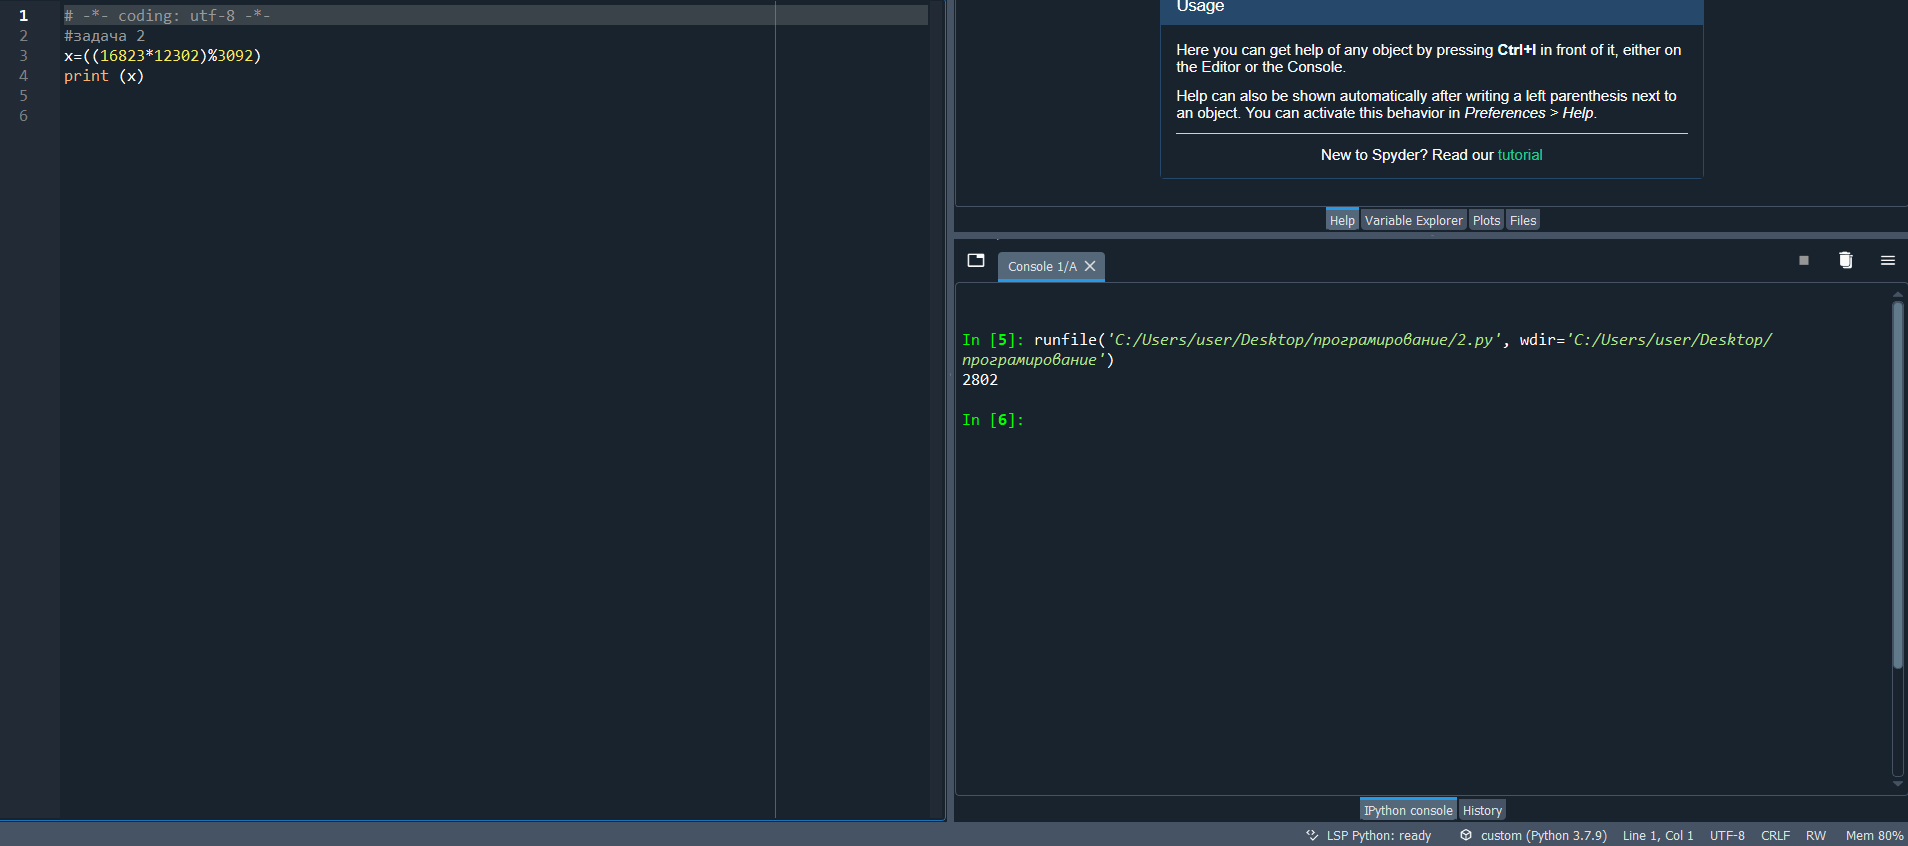 1 # -*- coding: utf-8 -*-
2 #задача 2
3 x=((16823*12302)%3092)
4 print (x)
5
6
Usage
Here you can get help of any object by pressing Ctrl+I in front of it, either on
the Editor or the Console.
Help can also be shown automatically after writing a left parenthesis next to
an object. You can activate this behavior in Preferences > Help.
New to Spyder? Read our tutorial
Help Variable Explorer Plots Files
Console 1/A
In [5]: runfile('C:/Users/user/Desktop/програмирование/2.py', wdir='C:/Users/user/Desktop/
програмирование')
2802
In [6]:
IPython console History
LSP Python: ready custom (Python 3.7.9) Line 1, Col 1 UTF-8 CRLF RW Mem 80%